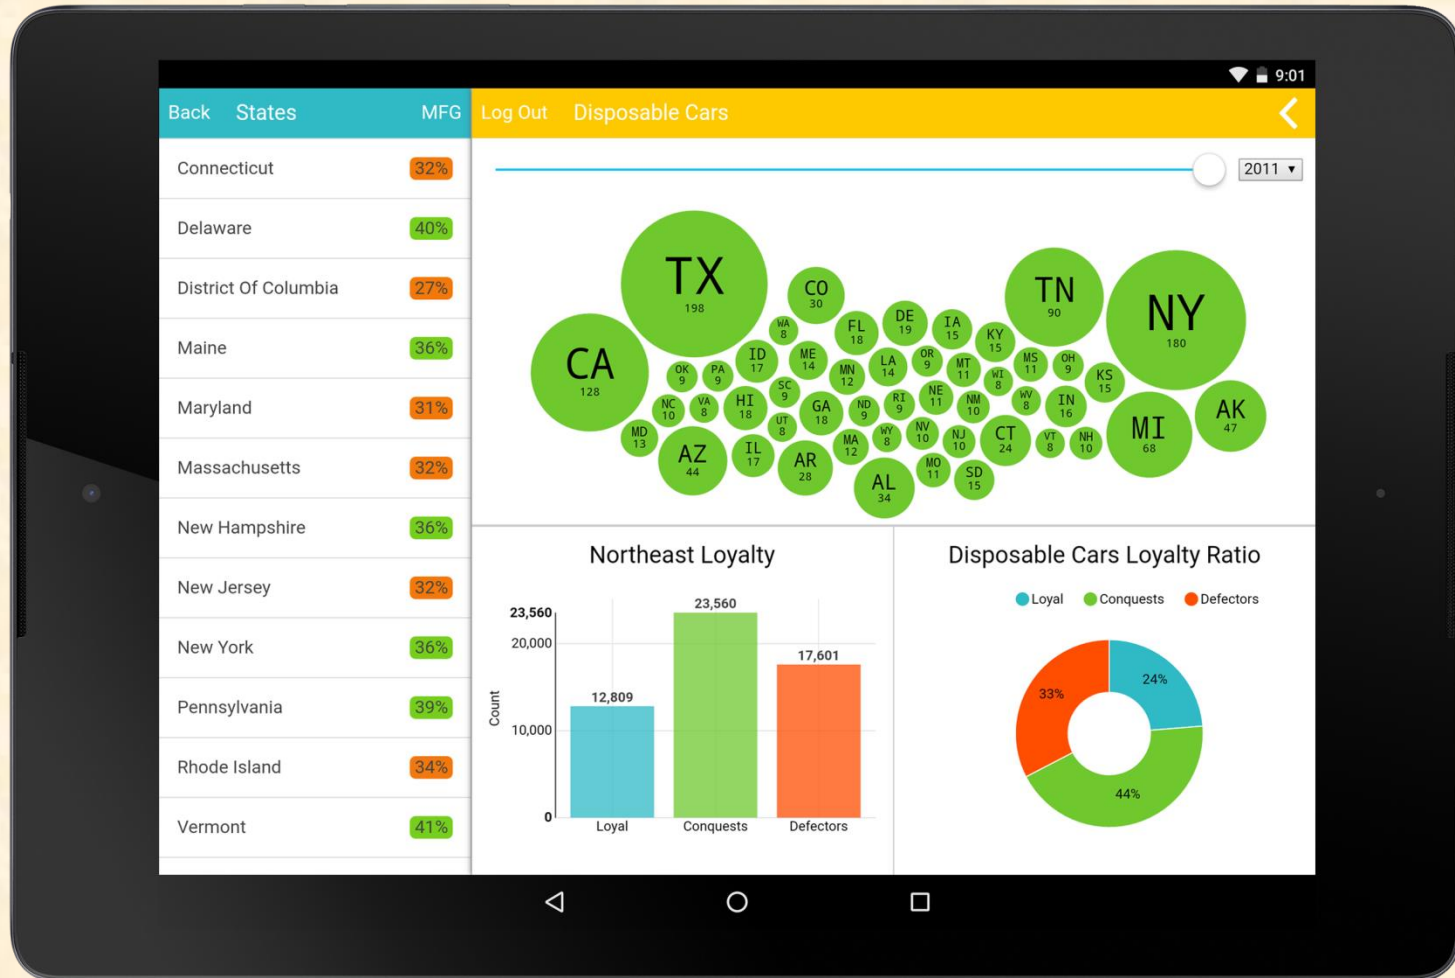 9:01
Back States MFG
Connecticut 32%
Delaware 40%
District Of Columbia 27%
Maine 36%
Maryland 31%
Massachusetts 32%
New Hampshire 36%
New Jersey 32%
New York 36%
Pennsylvania 39%
Rhode Island 34%
Vermont 41%
Log Out Disposable Cars
2011
TX
198
CO
30
TN
90
NY
180
WA
8
FL
18
DE
19
IA
15
KY
15
CA
128
OK
9
PA
9
ID
17
ME
14
MN
12
LA
14
OR
9
MT
11
WI
8
MS
11
OH
9
KS
15
NC
10
VA
8
HI
18
SC
9
UT
8
GA
18
ND
9
RI
9
NE
11
NM
10
WV
8
IN
16
AK
47
MD
13
AZ
44
IL
17
AR
28
MA
12
WY
8
NV
10
NJ
10
CT
24
VT
8
NH
10
MI
68
AL
34
MO
11
SD
15
Northeast Loyalty
23,560
20,000
10,000
0
Count
12,809
23,560
17,601
Loyal Conquests Defectors
Disposable Cars Loyalty Ratio
Loyal Conquests Defectors
33%
24%
44%